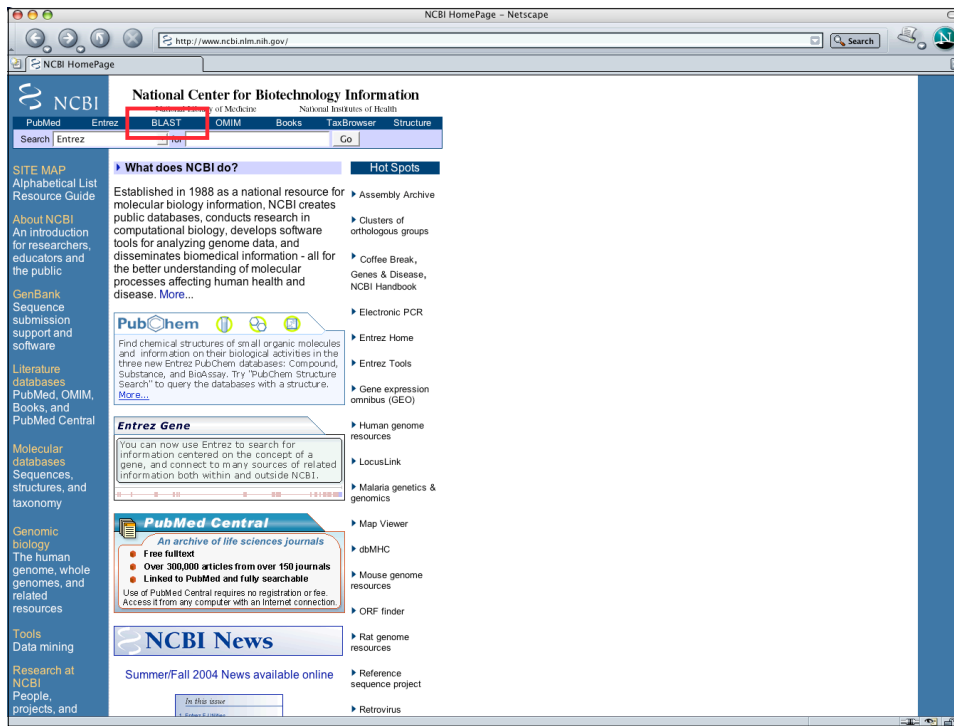 NCBI HomePage - Netscape
http://www.ncbi.nlm.nih.gov/
Search
N
NCBI HomePage
NCBI
National Center for Biotechnology Information
National Library of Medicine National Institutes of Health
PubMed Entrez BLAST OMIM Books TaxBrowser Structure
Search Entrez for Go
SITE MAP
Alphabetical List
Resource Guide
About NCBI
An introduction
for researchers,
educators and
the public
GenBank
Sequence
submission
support and
software
Literature
databases
PubMed, OMIM,
Books, and
PubMed Central
Molecular
databases
Sequences,
structures, and
taxonomy
Genomic
biology
The human
genome, whole
genomes, and
related
resources
Tools
Data mining
Research at
NCBI
People,
projects, and
What does NCBI do?
Established in 1988 as a national resource for
molecular biology information, NCBI creates
public databases, conducts research in
computational biology, develops software
tools for analyzing genome data, and
disseminates biomedical information - all for
the better understanding of molecular
processes affecting human health and
disease. More...
PubChem
Find chemical structures of small organic molecules
and information on their biological activities in the
three new Entrez PubChem databases: Compound,
Substance, and BioAssay. Try "PubChem Structure
Search" to query the databases with a structure.
More...
Entrez Gene
You can now use Entrez to search for
information centered on the concept of a
gene, and connect to many sources of related
information both within and outside NCBI.
PubMed Central
An archive of life sciences journals
Free fulltext
Over 300,000 articles from over 150 journals
Linked to PubMed and fully searchable
Use of PubMed Central requires no registration or fee.
Access it from any computer with an Internet connection.
NCBI News
Summer/Fall 2004 News available online
In this issue
Hot Spots
Assembly Archive
Clusters of
orthologous groups
Coffee Break,
Genes & Disease,
NCBI Handbook
Electronic PCR
Entrez Home
Entrez Tools
Gene expression
omnibus (GEO)
Human genome
resources
LocusLink
Malaria genetics &
genomics
Map Viewer
dbMHC
Mouse genome
resources
ORF finder
Rat genome
resources
Reference
sequence project
Retrovirus